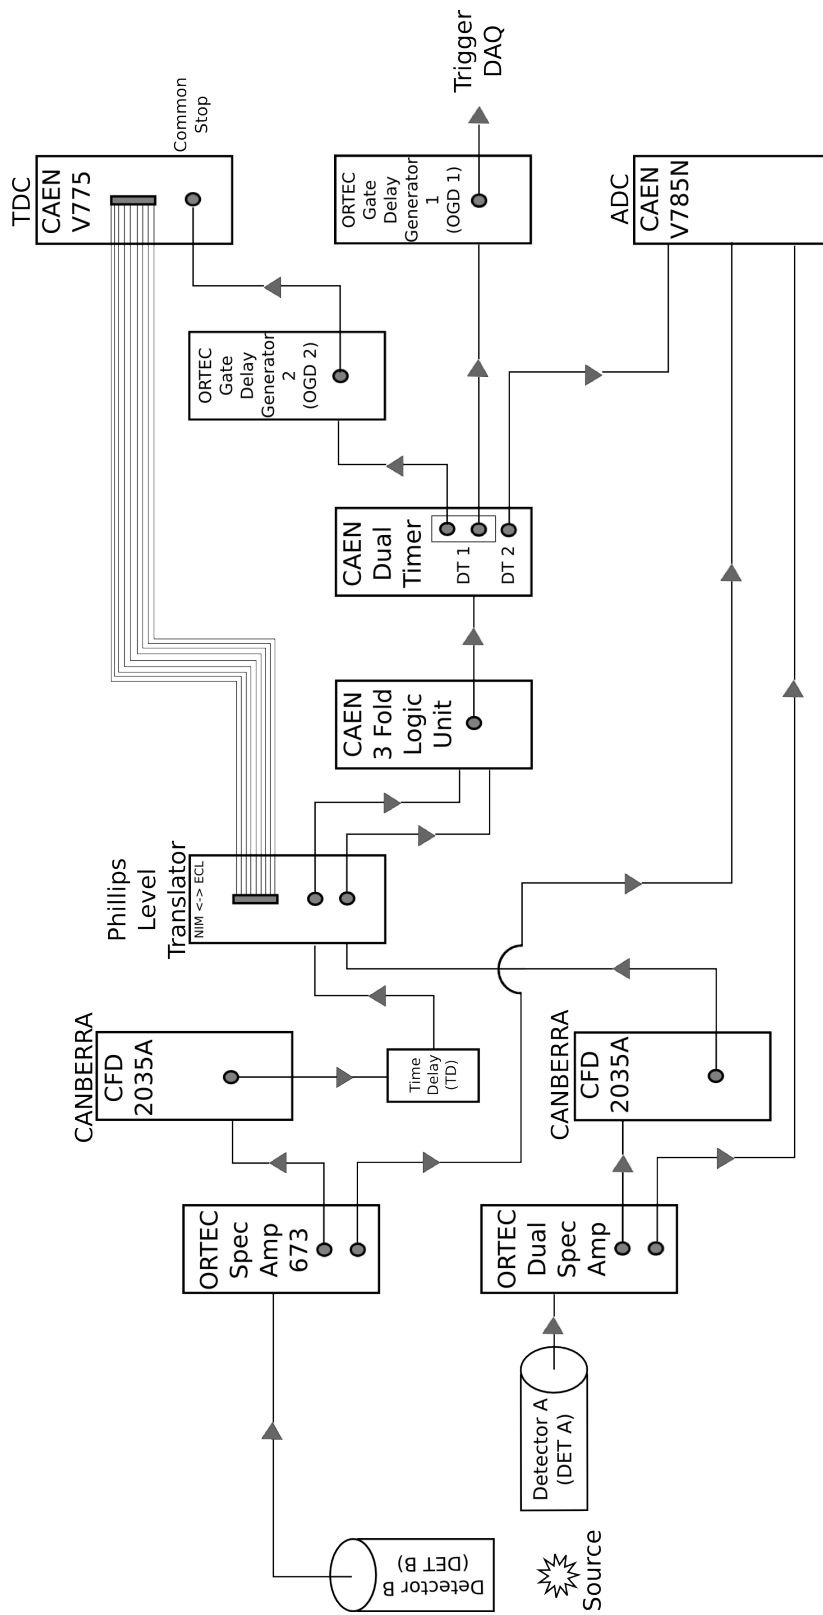 TDC
CAEN
V775
Common
Stop
ORTEC
Gate
Delay
Generator
1
(OGD 1)
Trigger
DAQ
ADC
CAEN
V785N
ORTEC
Gate
Delay
Generator
2
(OGD 2)
CAEN
Dual
Timer
DT 1
DT 2
CAEN
3 Fold
Logic
Unit
Phillips
Level
Translator
NIM <-> ECL
CANBERRA
CFD
2035A
Time
Delay
(TD)
CANBERRA
CFD
2035A
ORTEC
Spec
Amp
673
ORTEC
Dual
Spec
Amp
Detector A
(DET A)
Detector B
(DET B)
Source